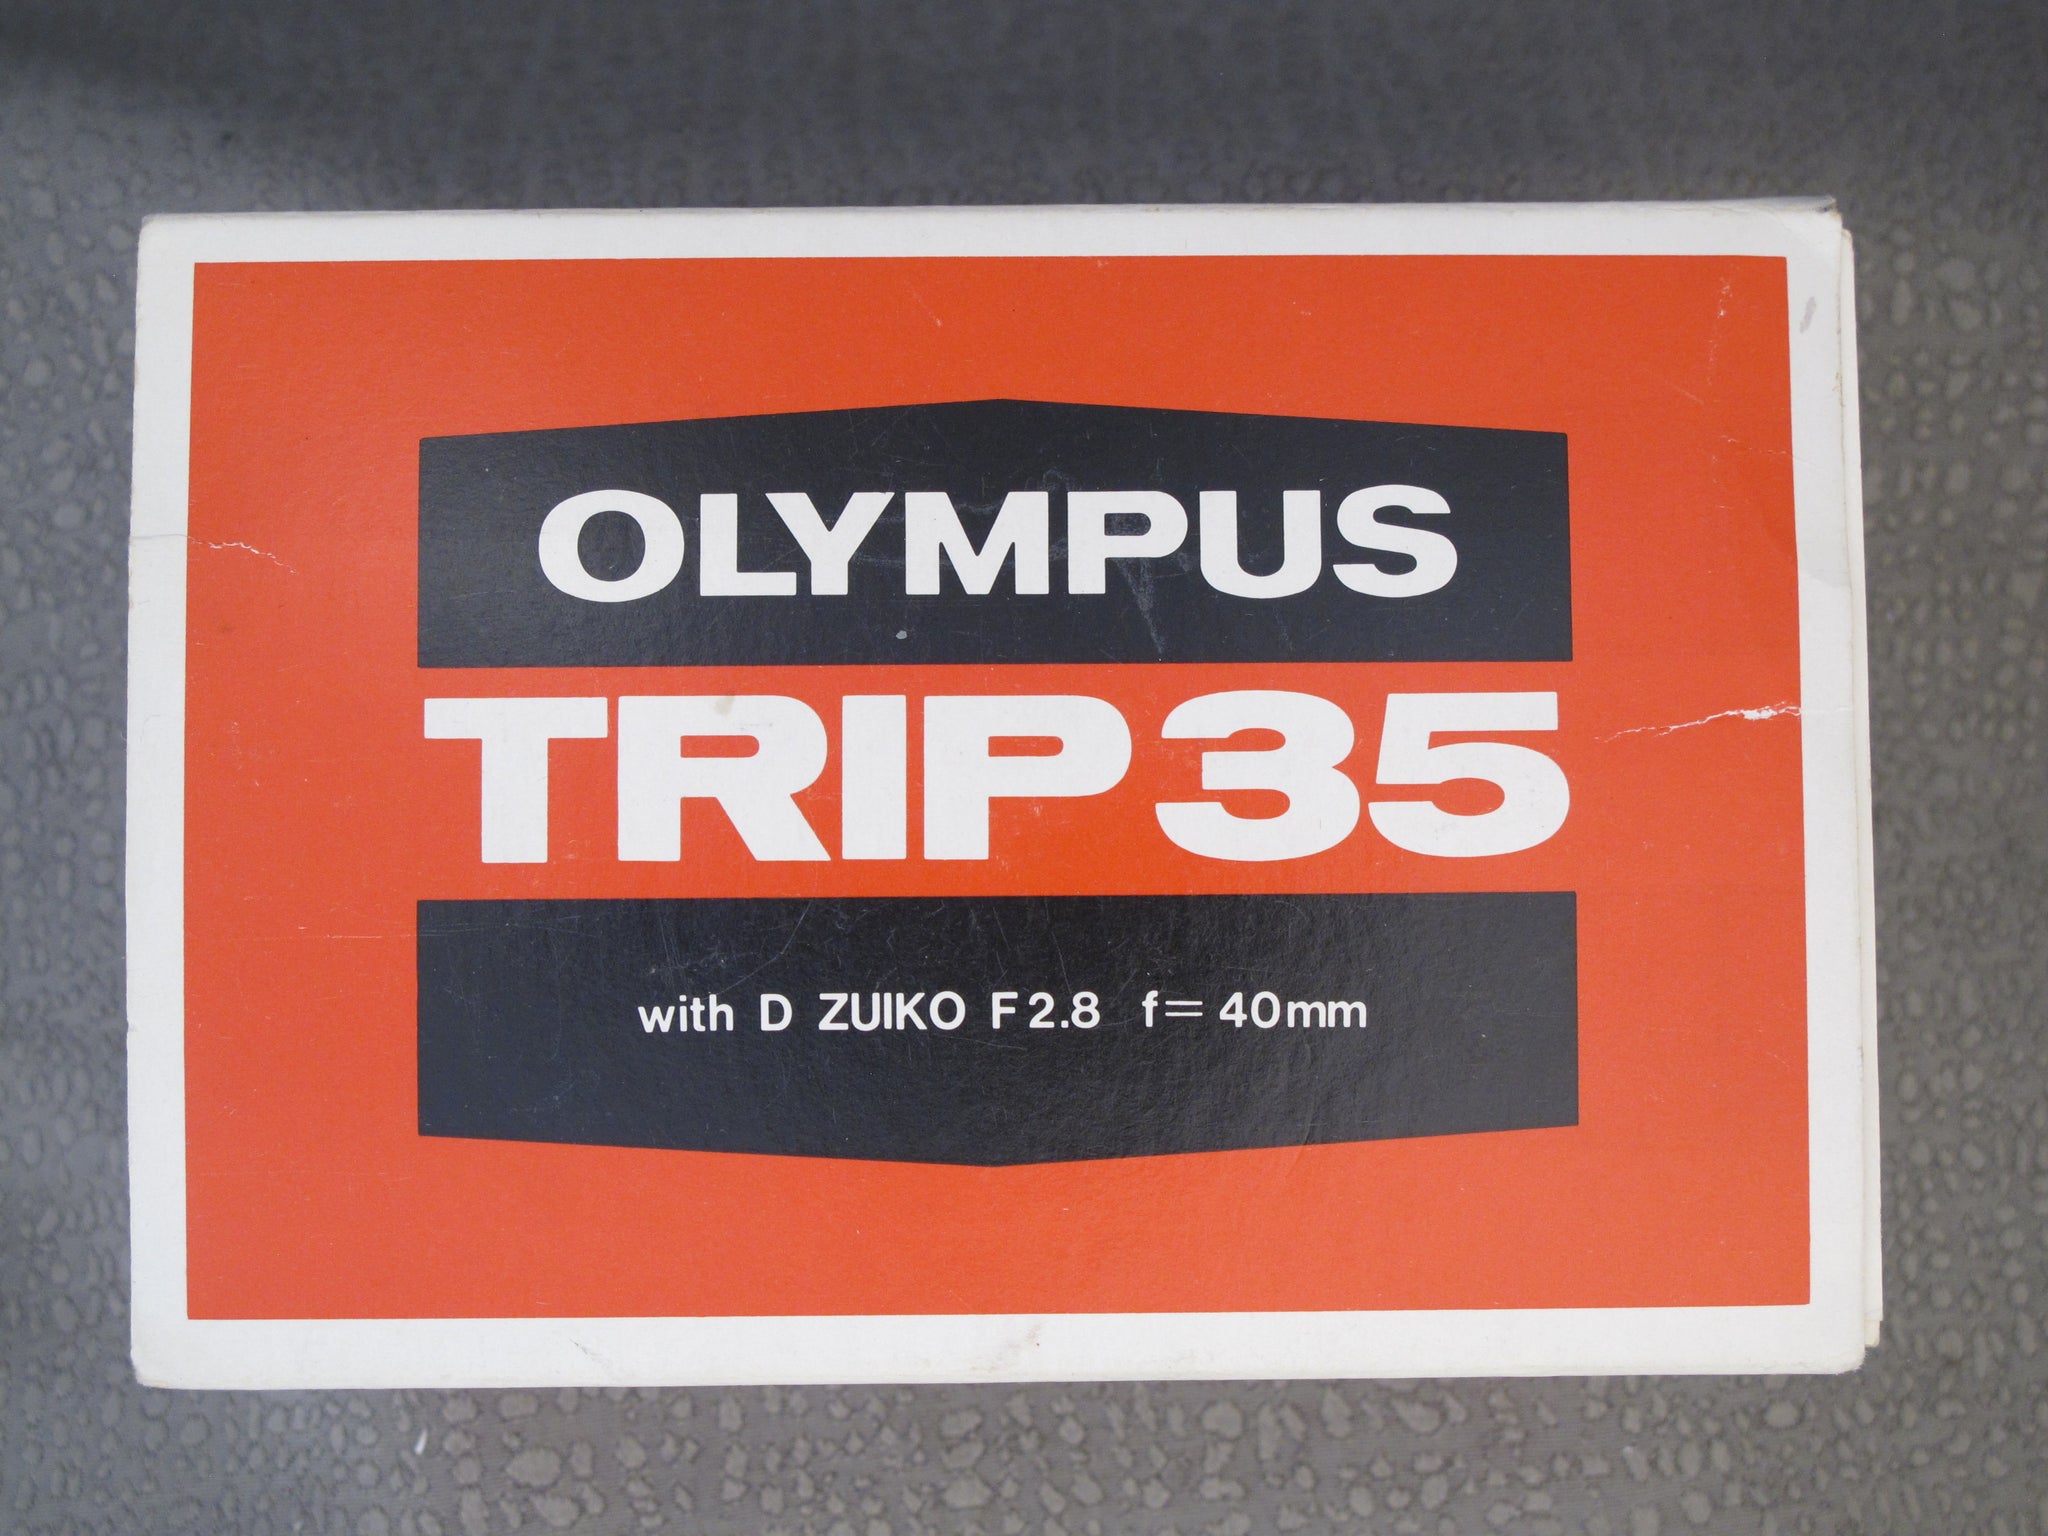 OLYMPUS
TRIP 35
with D ZUIKO F2.8 f=40mm